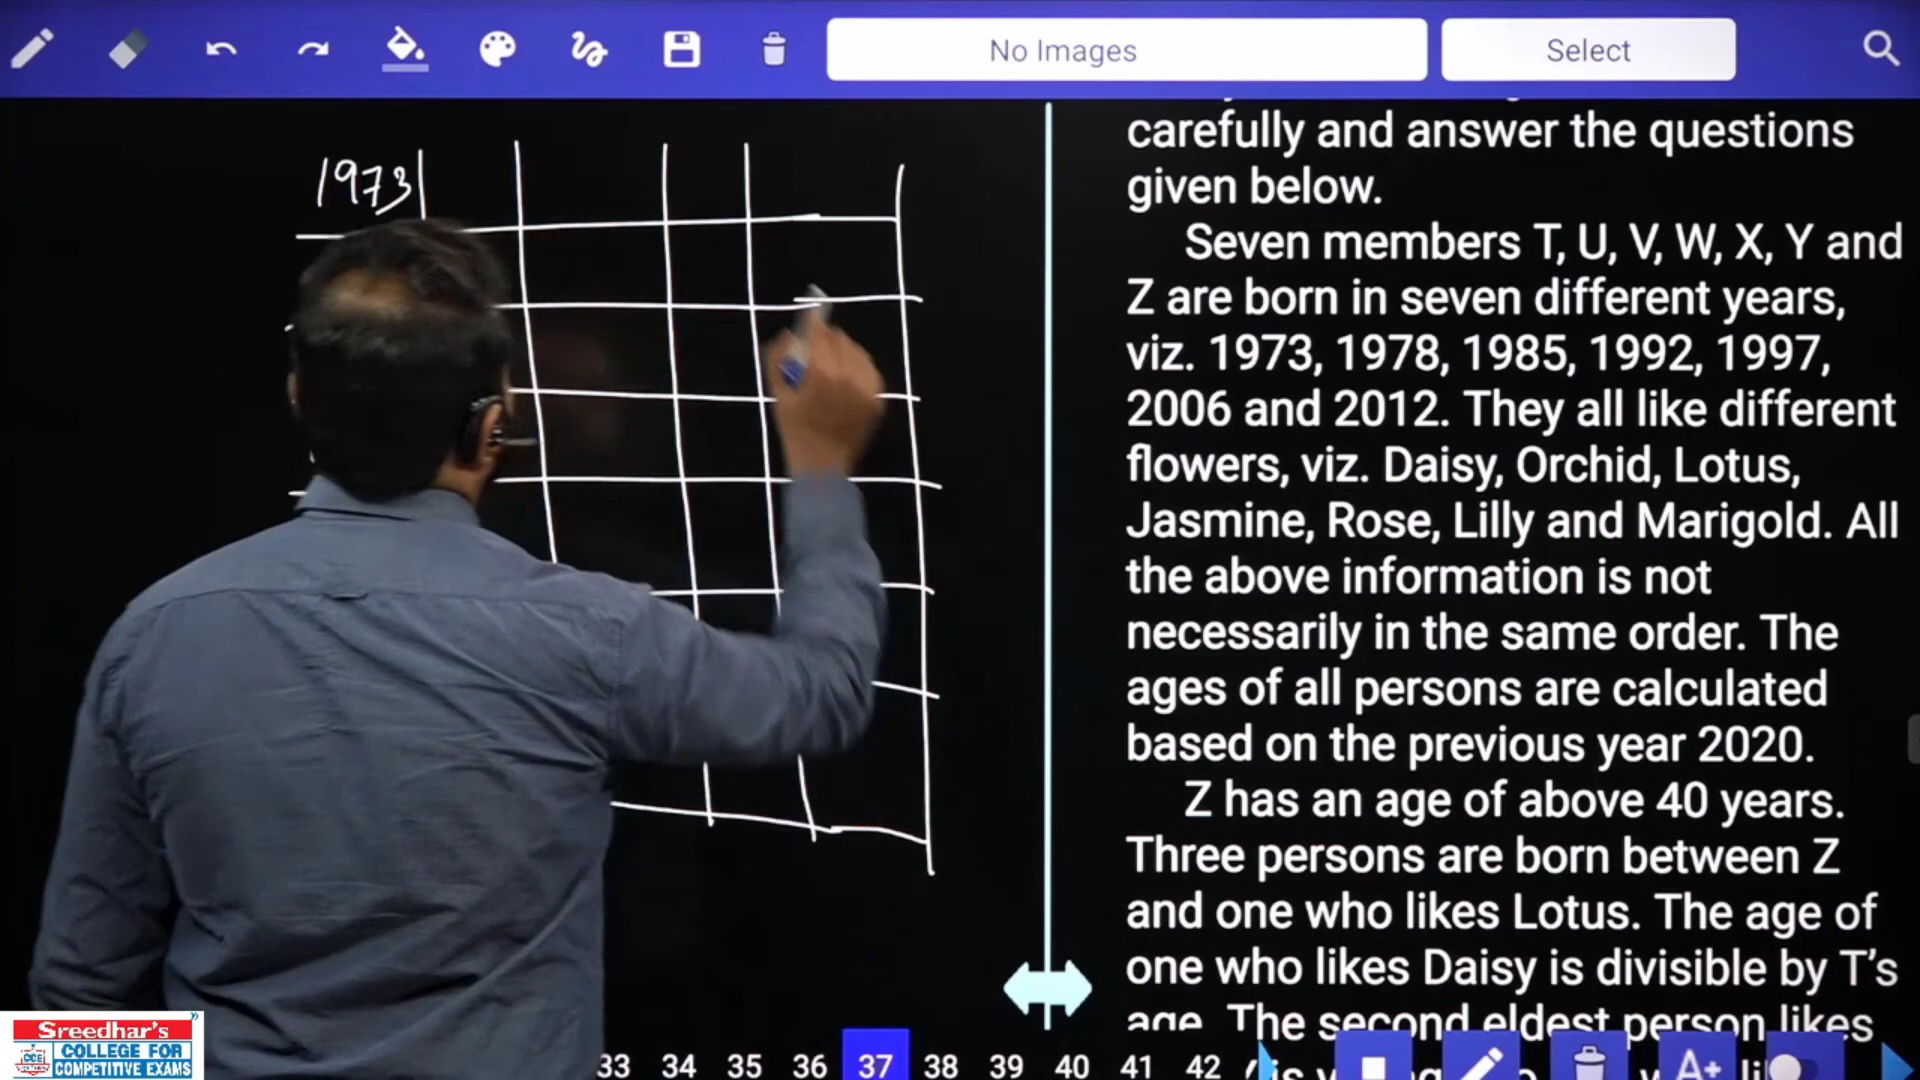 No Images
Select
1973
carefully and answer the questions
given below.
Seven members T, U, V, W, X, Y and
Z are born in seven different years,
viz. 1973, 1978, 1985, 1992, 1997,
2006 and 2012. They all like different
flowers, viz. Daisy, Orchid, Lotus,
Jasmine, Rose, Lilly and Marigold. All
the above information is not
necessarily in the same order. The
ages of all persons are calculated
based on the previous year 2020.
Z has an age of above 40 years.
Three persons are born between Z
and one who likes Lotus. The age of
one who likes Daisy is divisible by T's
age. The second eldest person likes
33 34 35 36 37 38 39 40 41 42
A+
Sreedhar's
CCE
COLLEGE FOR
COMPETITIVE EXAMS